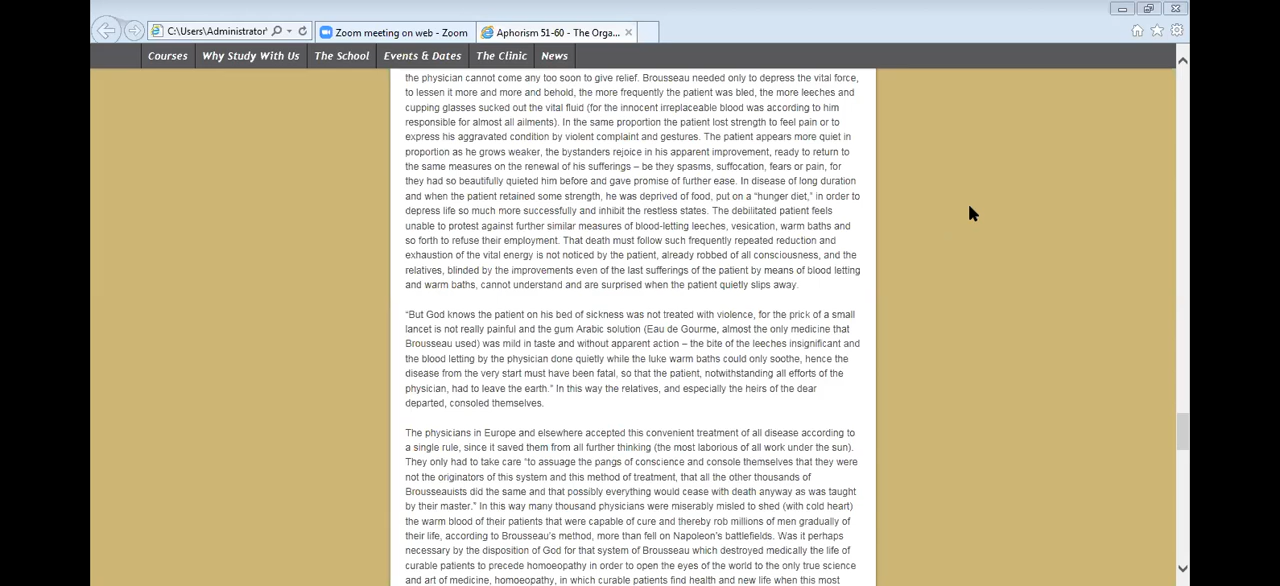 C:\Users\Administrator'
Zoom meeting on web - Zoom
Aphorism 51-60 - The Orga...
Courses Why Study With Us The School Events & Dates The Clinic News
the physician cannot come any too soon to give relief. Brousseau needed only to depress the vital force,
to lessen it more and more and behold, the more frequently the patient was bled, the more leeches and
cupping glasses sucked out the vital fluid (for the innocent irreplaceable blood was according to him
responsible for almost all ailments). In the same proportion the patient lost strength to feel pain or to
express his aggravated condition by violent complaint and gestures. The patient appears more quiet in
proportion as he grows weaker, the bystanders rejoice in his apparent improvement, ready to return to
the same measures on the renewal of his sufferings – be they spasms, suffocation, fears or pain, for
they had so beautifully quieted him before and gave promise of further ease. In disease of long duration
and when the patient retained some strength, he was deprived of food, put on a “hunger diet,” in order to
depress life so much more successfully and inhibit the restless states. The debilitated patient feels
unable to protest against further similar measures of blood-letting leeches, vesication, warm baths and
so forth to refuse their employment. That death must follow such frequently repeated reduction and
exhaustion of the vital energy is not noticed by the patient, already robbed of all consciousness, and the
relatives, blinded by the improvements even of the last sufferings of the patient by means of blood letting
and warm baths, cannot understand and are surprised when the patient quietly slips away.
“But God knows the patient on his bed of sickness was not treated with violence, for the prick of a small
lancet is not really painful and the gum Arabic solution (Eau de Gourme, almost the only medicine that
Brousseau used) was mild in taste and without apparent action – the bite of the leeches insignificant and
the blood letting by the physician done quietly while the luke warm baths could only soothe, hence the
disease from the very start must have been fatal, so that the patient, notwithstanding all efforts of the
physician, had to leave the earth.” In this way the relatives, and especially the heirs of the dear
departed, consoled themselves.
The physicians in Europe and elsewhere accepted this convenient treatment of all disease according to
a single rule, since it saved them from all further thinking (the most laborious of all work under the sun).
They only had to take care “to assuage the pangs of conscience and console themselves that they were
not the originators of this system and this method of treatment, that all the other thousands of
Brousseauists did the same and that possibly everything would cease with death anyway as was taught
by their master.” In this way many thousand physicians were miserably misled to shed (with cold heart)
the warm blood of their patients that were capable of cure and thereby rob millions of men gradually of
their life, according to Brousseau’s method, more than fell on Napoleon’s battlefields. Was it perhaps
necessary by the disposition of God for that system of Brousseau which destroyed medically the life of
curable patients to precede homoeopathy in order to open the eyes of the world to the only true science
and art of medicine, homoeopathy, in which curable patients find health and new life when this most